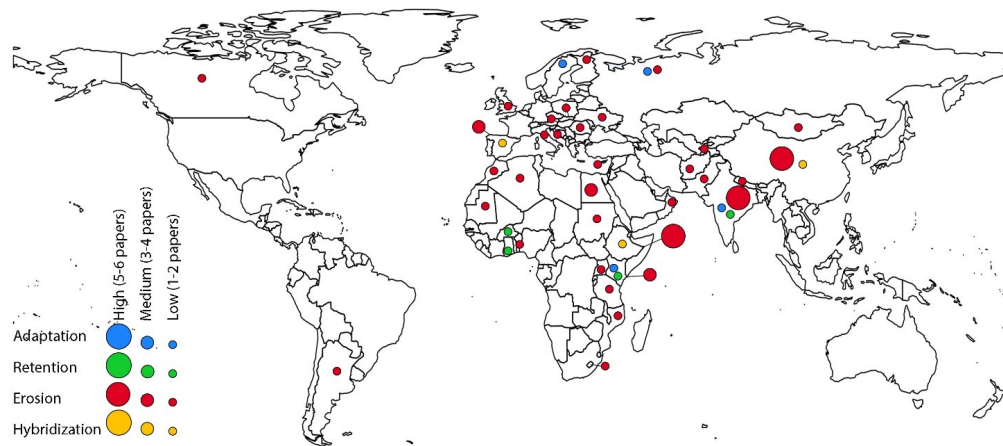 High (5-6 papers)
Medium (3-4 papers)
Low (1-2 papers)
Adaptation
Retention
Erosion
Hybridization